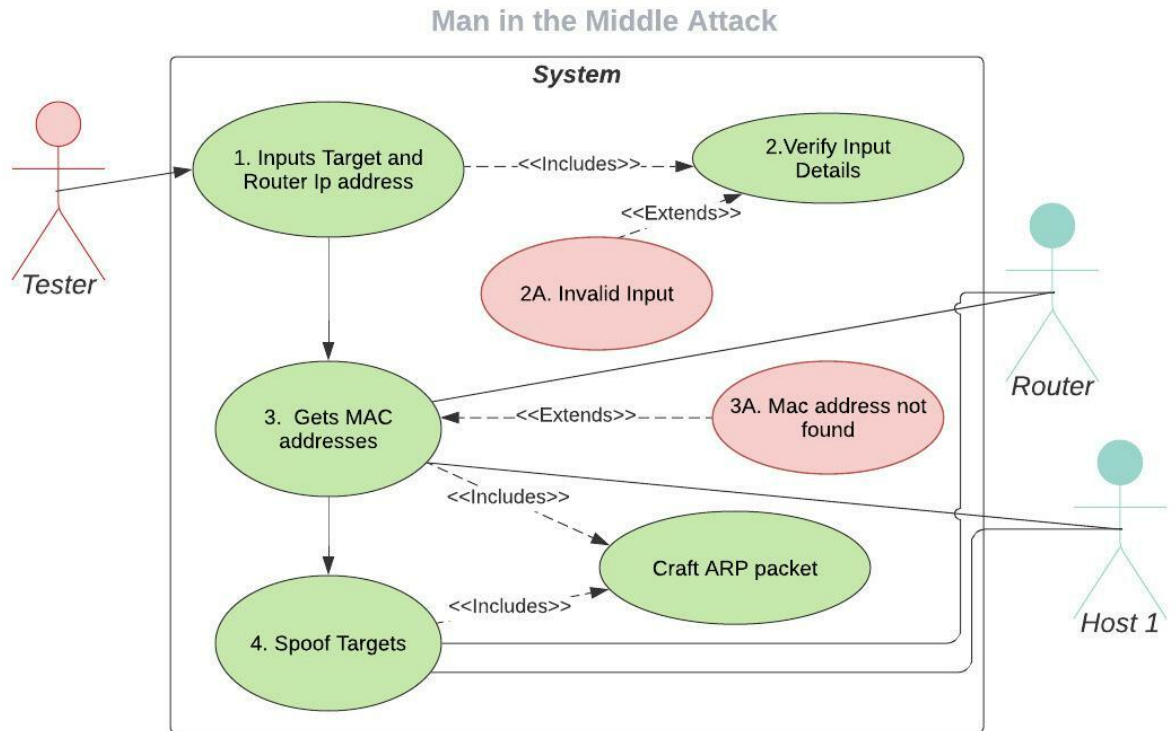 Man in the Middle Attack
System
1. Inputs Target and
Router Ip address
<<Includes>>
2.Verify Input
Details
<<Extends>>
2A. Invalid Input
Tester
Router
3. Gets MAC
addresses
<<Extends>>
3A. Mac address not
found
<<Includes>>
Craft ARP packet
<<Includes>>
4. Spoof Targets
Host 1